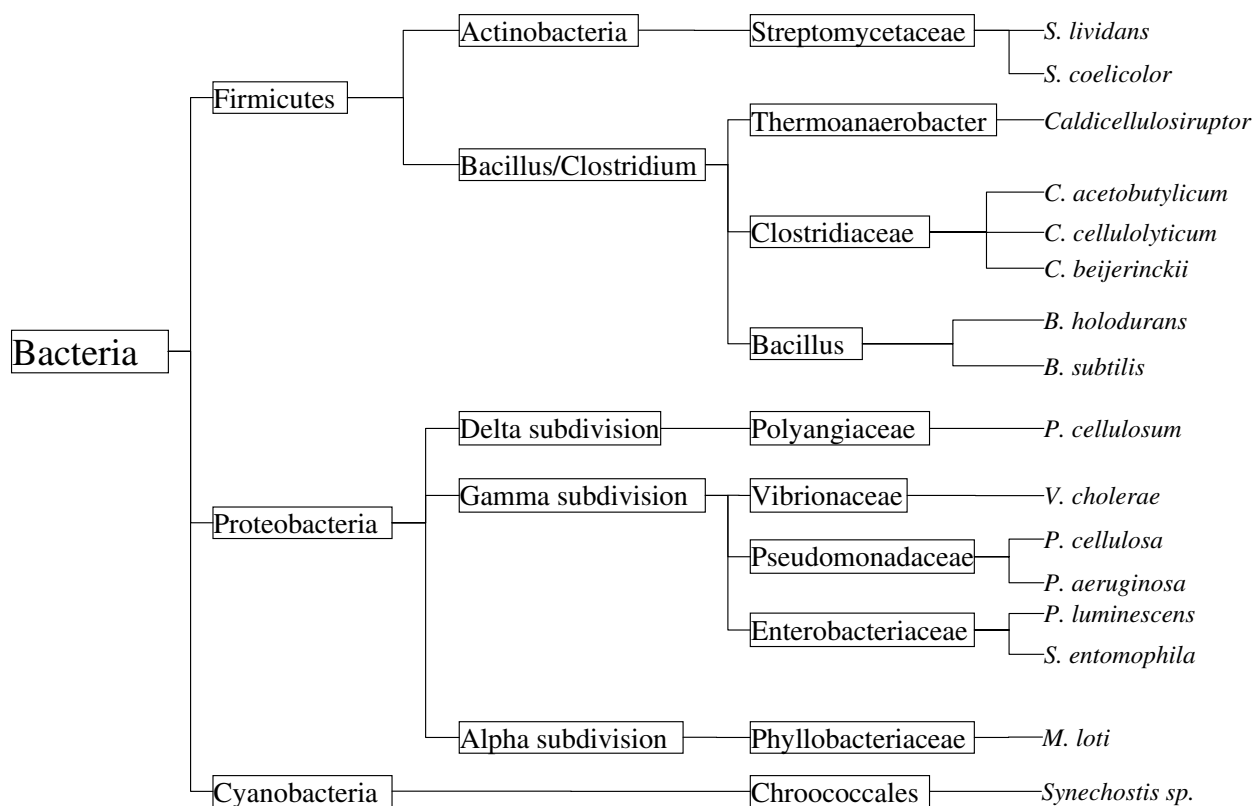 Actinobacteria
Streptomycetaceae
S. lividans
S. coelicolor
Firmicutes
Thermoanaerobacter
Caldicellulosiruptor
Bacillus/Clostridium
C. acetobutylicum
Clostridiaceae
C. cellulolyticum
C. beijerinckii
B. holodurans
Bacteria
Bacillus
B. subtilis
Delta subdivision
Polyangiaceae
P. cellulosum
Gamma subdivision
Vibrionaceae
V. cholerae
Proteobacteria
P. cellulosa
Pseudomonadaceae
P. aeruginosa
P. luminescens
Enterobacteriaceae
S. entomophila
Alpha subdivision
Phyllobacteriaceae
M. loti
Cyanobacteria
Chroococcales
Synechostis sp.